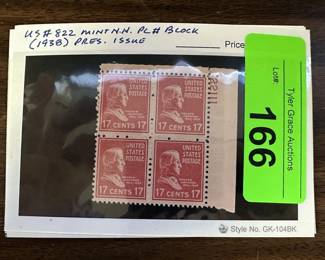 US # 822 MINT N.N. PL# BLOCK
(1938) PRES. ISSUE
Price
UNITED
STATES
POSTAGE
17 CENTS 17
UNITED
STATES
POSTAGE
17 CENTS 17
UNITED
STATES
POSTAGE
17 CENTS 17
UNITED
STATES
POSTAGE
17 CENTS 17
Lot#:
166
Tyler Grace Auctions
Style No. GK-104BK